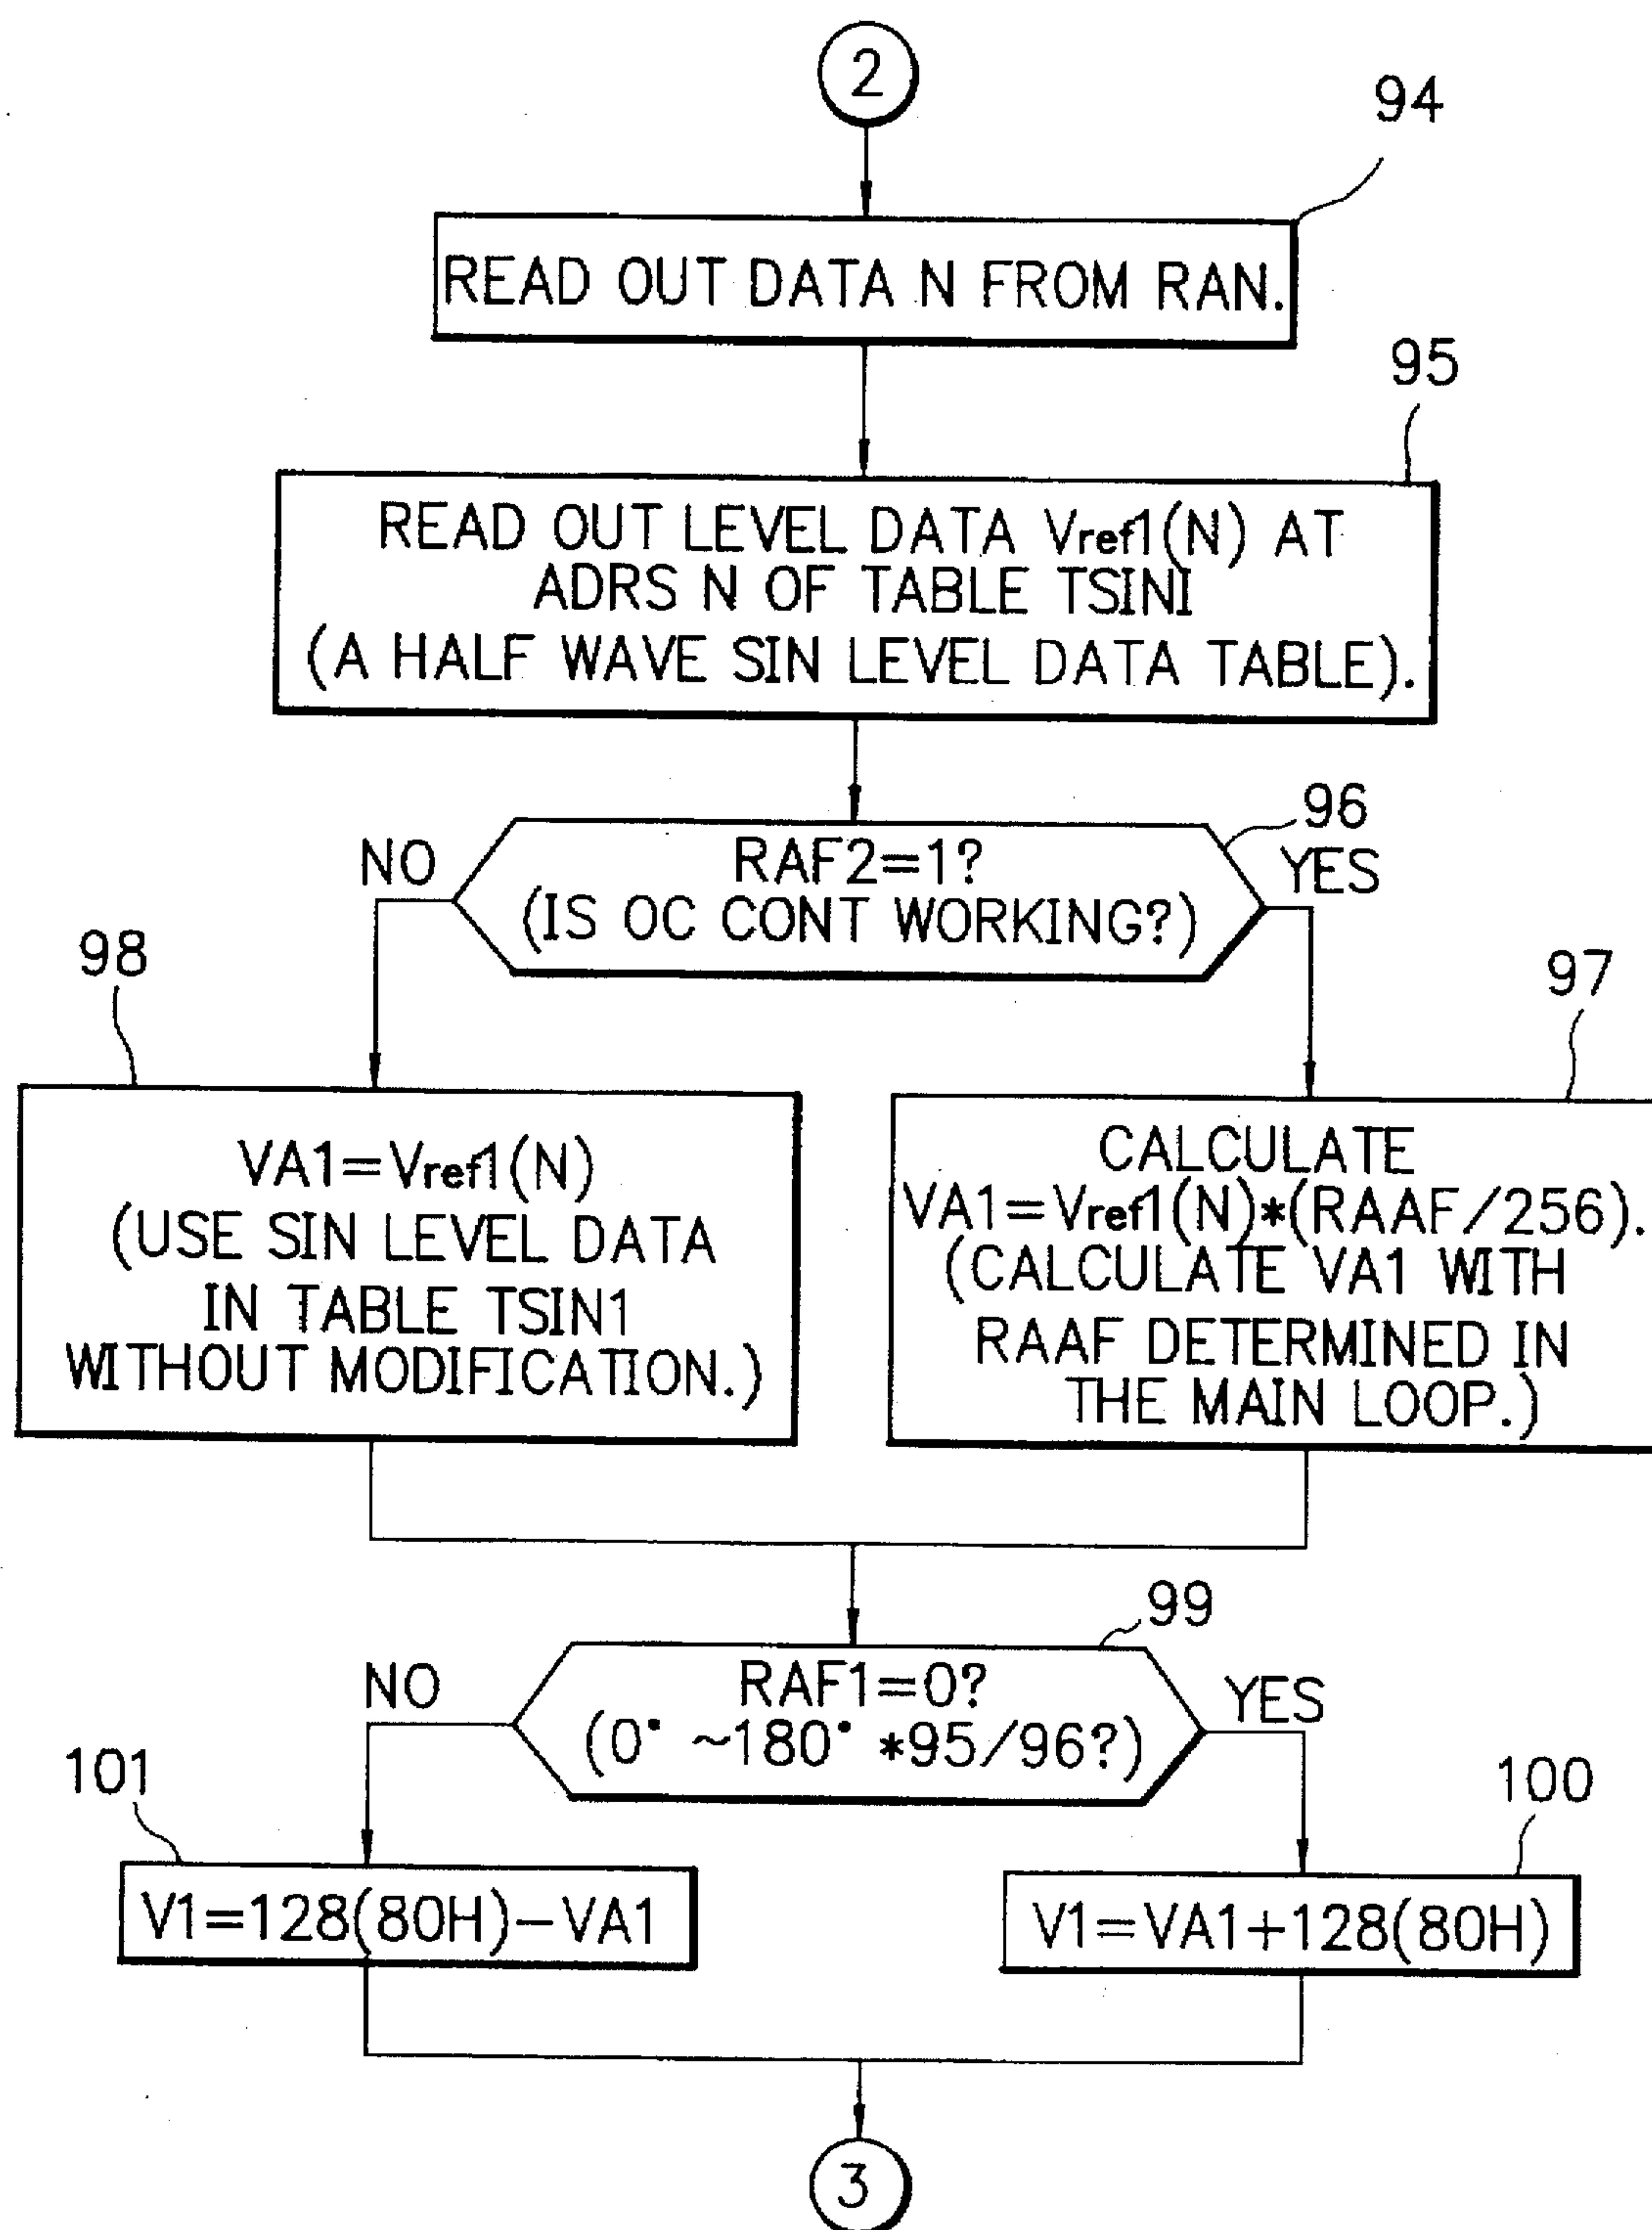 2
94
READ OUT DATA N FROM RAN.
95
READ OUT LEVEL DATA Vref1(N) AT
ADRS N OF TABLE TSINI
(A HALF WAVE SIN LEVEL DATA TABLE).
96
NO
RAF2=1?
YES
(IS OC CONT WORKING?)
98
97
VA1=Vref1(N)
(USE SIN LEVEL DATA
IN TABLE TSIN1
WITHOUT MODIFICATION.)
CALCULATE
VA1=Vref1(N)*(RAAF/256).
(CALCULATE VA1 WITH
RAAF DETERMINED IN
THE MAIN LOOP.)
99
NO
RAF1=0?
YES
(0° ~180° *95/96?)
101
100
V1=128(80H)-VA1
V1=VA1+128(80H)
3